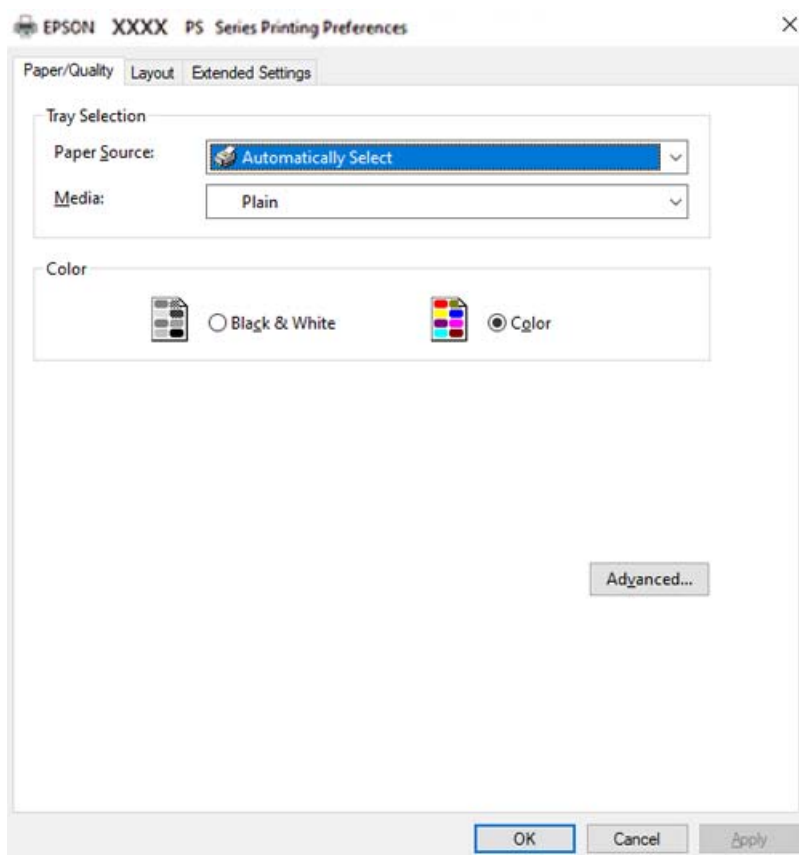 EPSON XXXX PS Series Printing Preferences
Paper/Quality Layout Extended Settings
Tray Selection
Paper Source: Automatically Select
Media: Plain
Color
Black & White Color
Advanced...
OK Cancel Apply